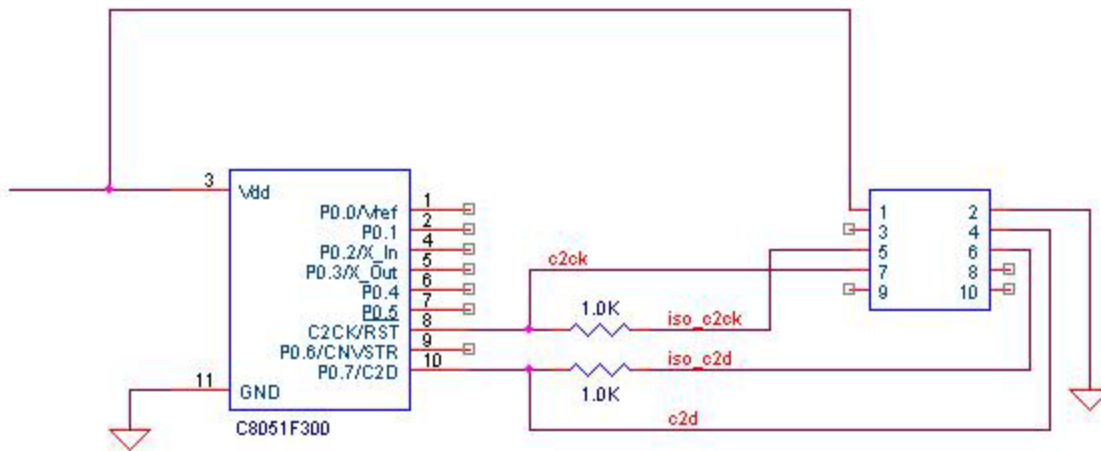 3 Vdd
P0.0/Vref 1
P0.1 2
P0.2/X_In 4
P0.3/X_Out 5
P0.4 6
P0.5 7
C2CK/RST 8
P0.6/CNVSTR 9
P0.7/C2D 10
11 GND
C8051F300
c2ck
1.0K iso_c2ck
iso_c2d
1.0K
c2d
1 2
3 4
5 6
7 8
9 10